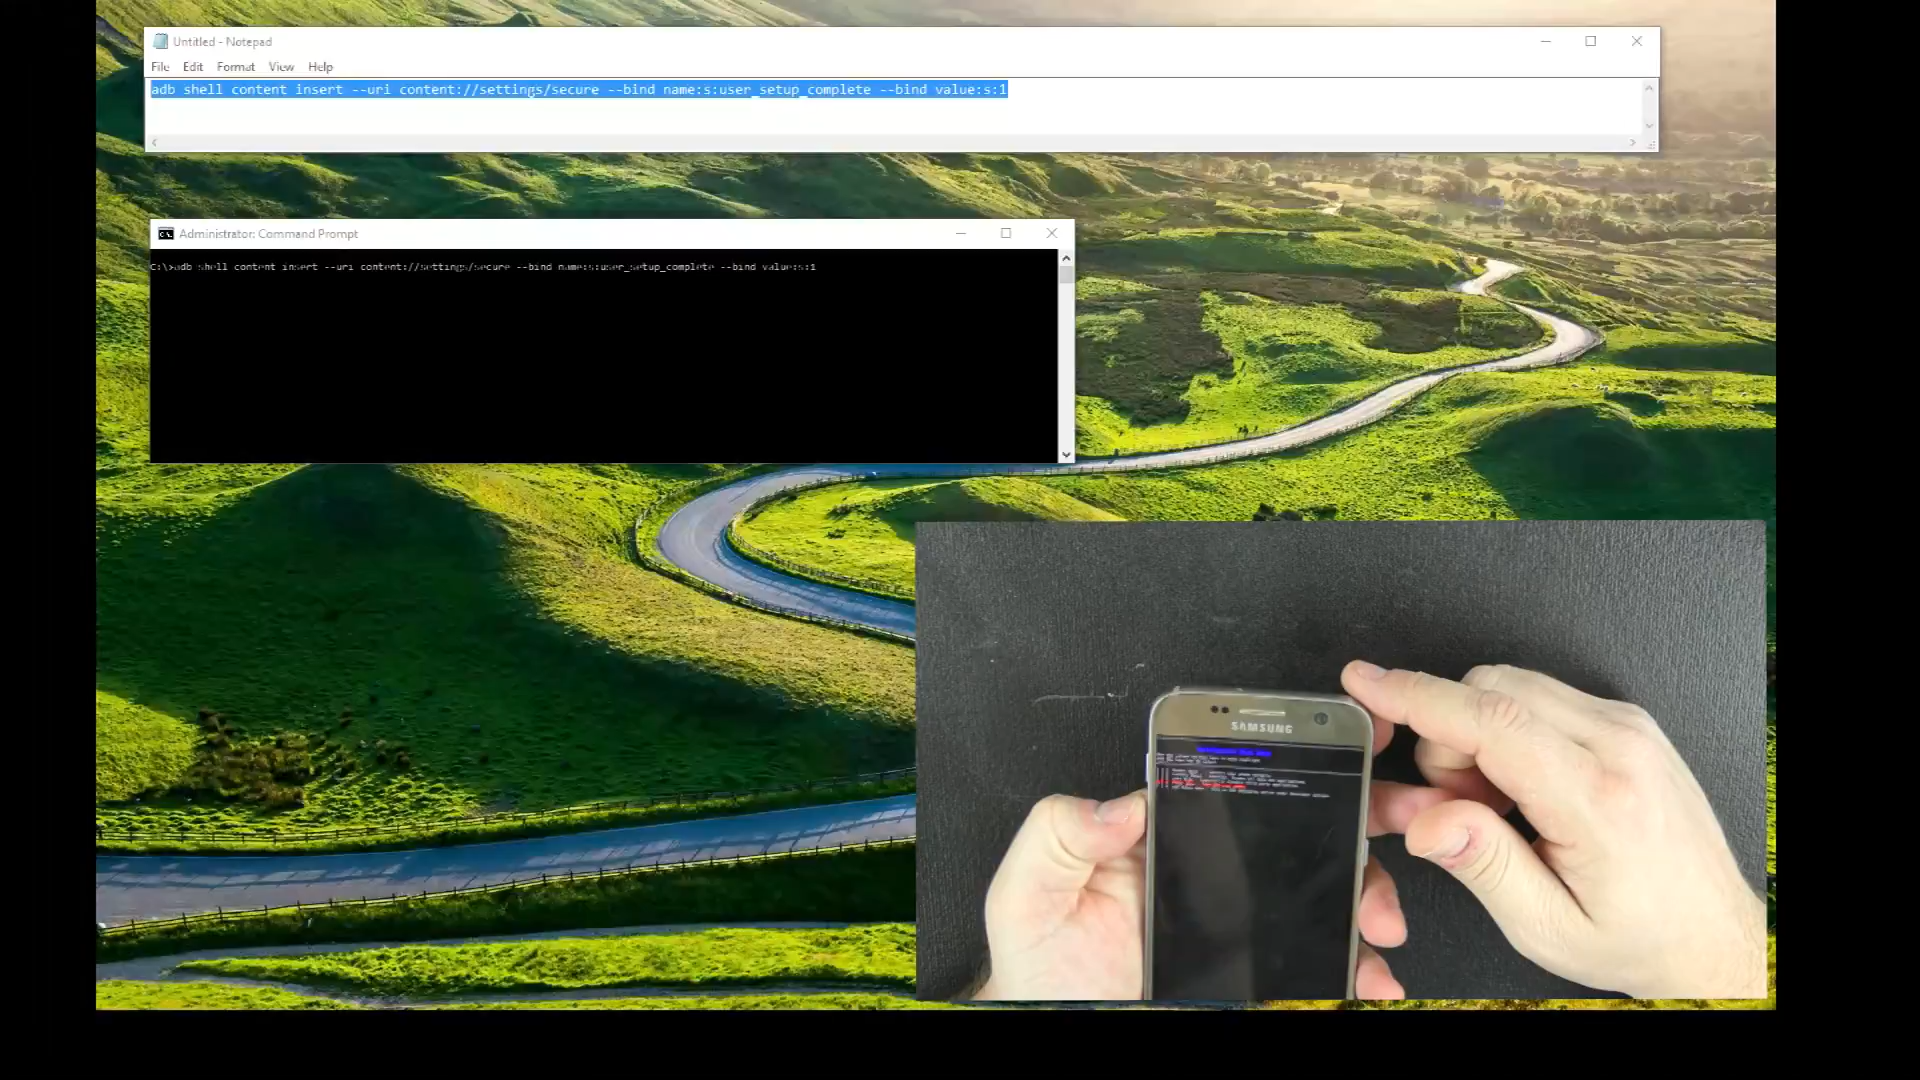 Untitled - Notepad
File Edit Format View Help
adb shell content insert --uri content://settings/secure --bind name:s:user_setup_complete --bind value:s:1
Administrator: Command Prompt
C:\>adb shell content insert --uri content://settings/secure --bind name:s:user_setup_complete --bind value:s:1
SAMSUNG